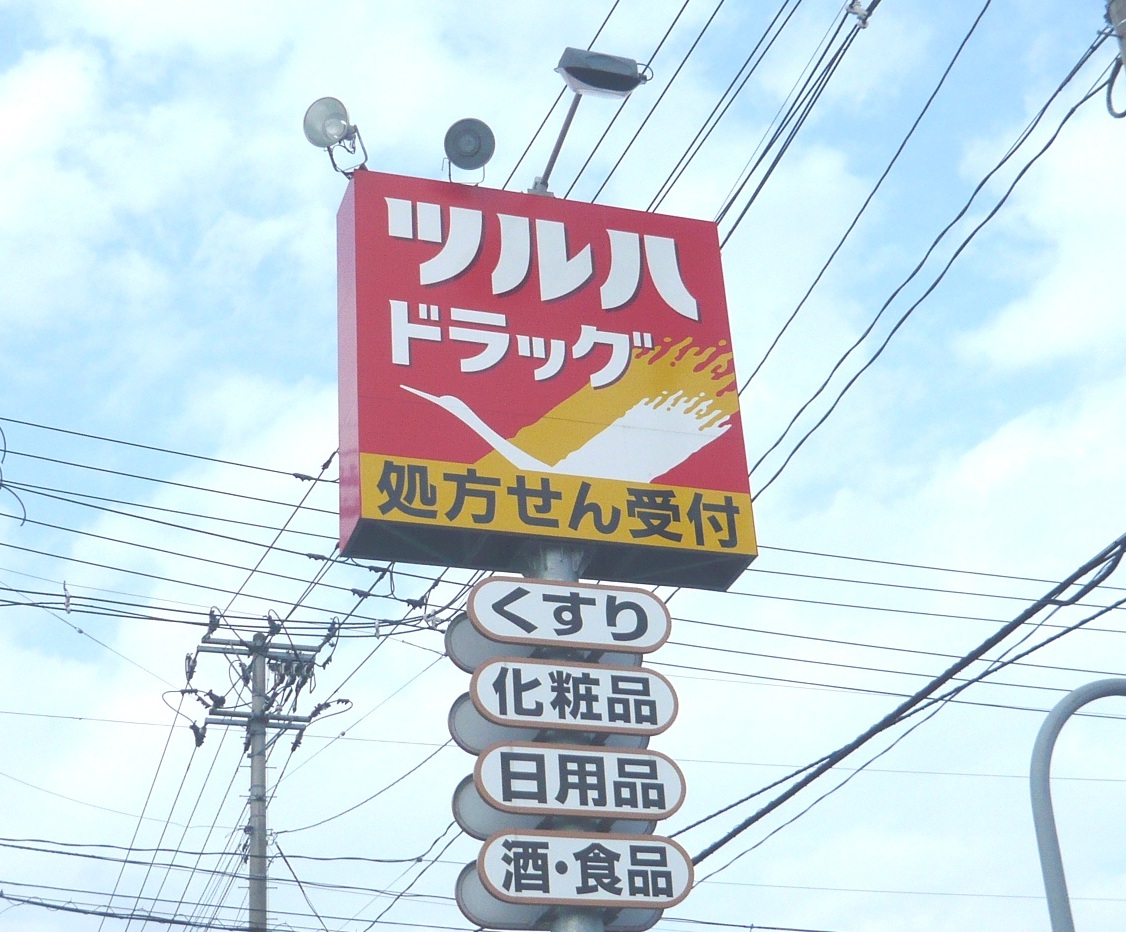 ツルハ
ドラッグ
処方せん受付
くすり
化粧品
日用品
酒・食品